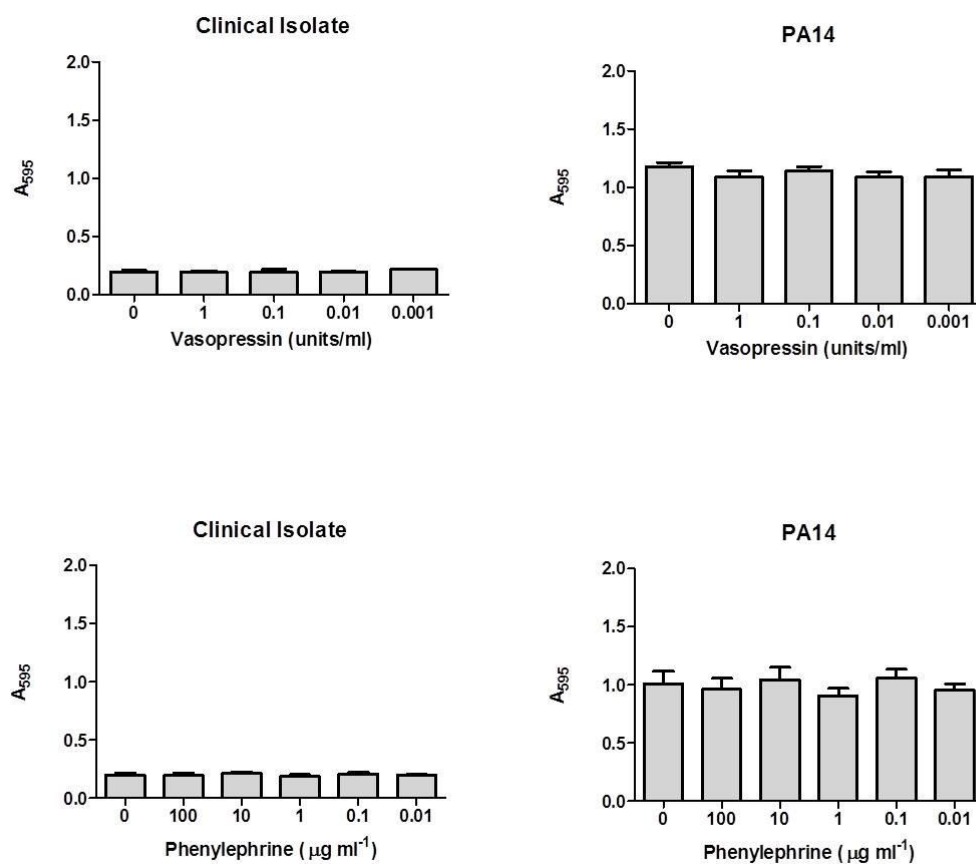 Clinical Isolate
2.0
1.5
1.0
0.5
0.0
A595
0 1 0.1 0.01 0.001
Vasopressin (units/ml)
PA14
2.0
1.5
1.0
0.5
0.0
A595
0 1 0.1 0.01 0.001
Vasopressin (units/ml)
Clinical Isolate
2.0
1.5
1.0
0.5
0.0
A595
0 100 10 1 0.1 0.01
Phenylephrine ( μg ml⁻¹)
PA14
2.0
1.5
1.0
0.5
0.0
A595
0 100 10 1 0.1 0.01
Phenylephrine ( μg ml⁻¹)